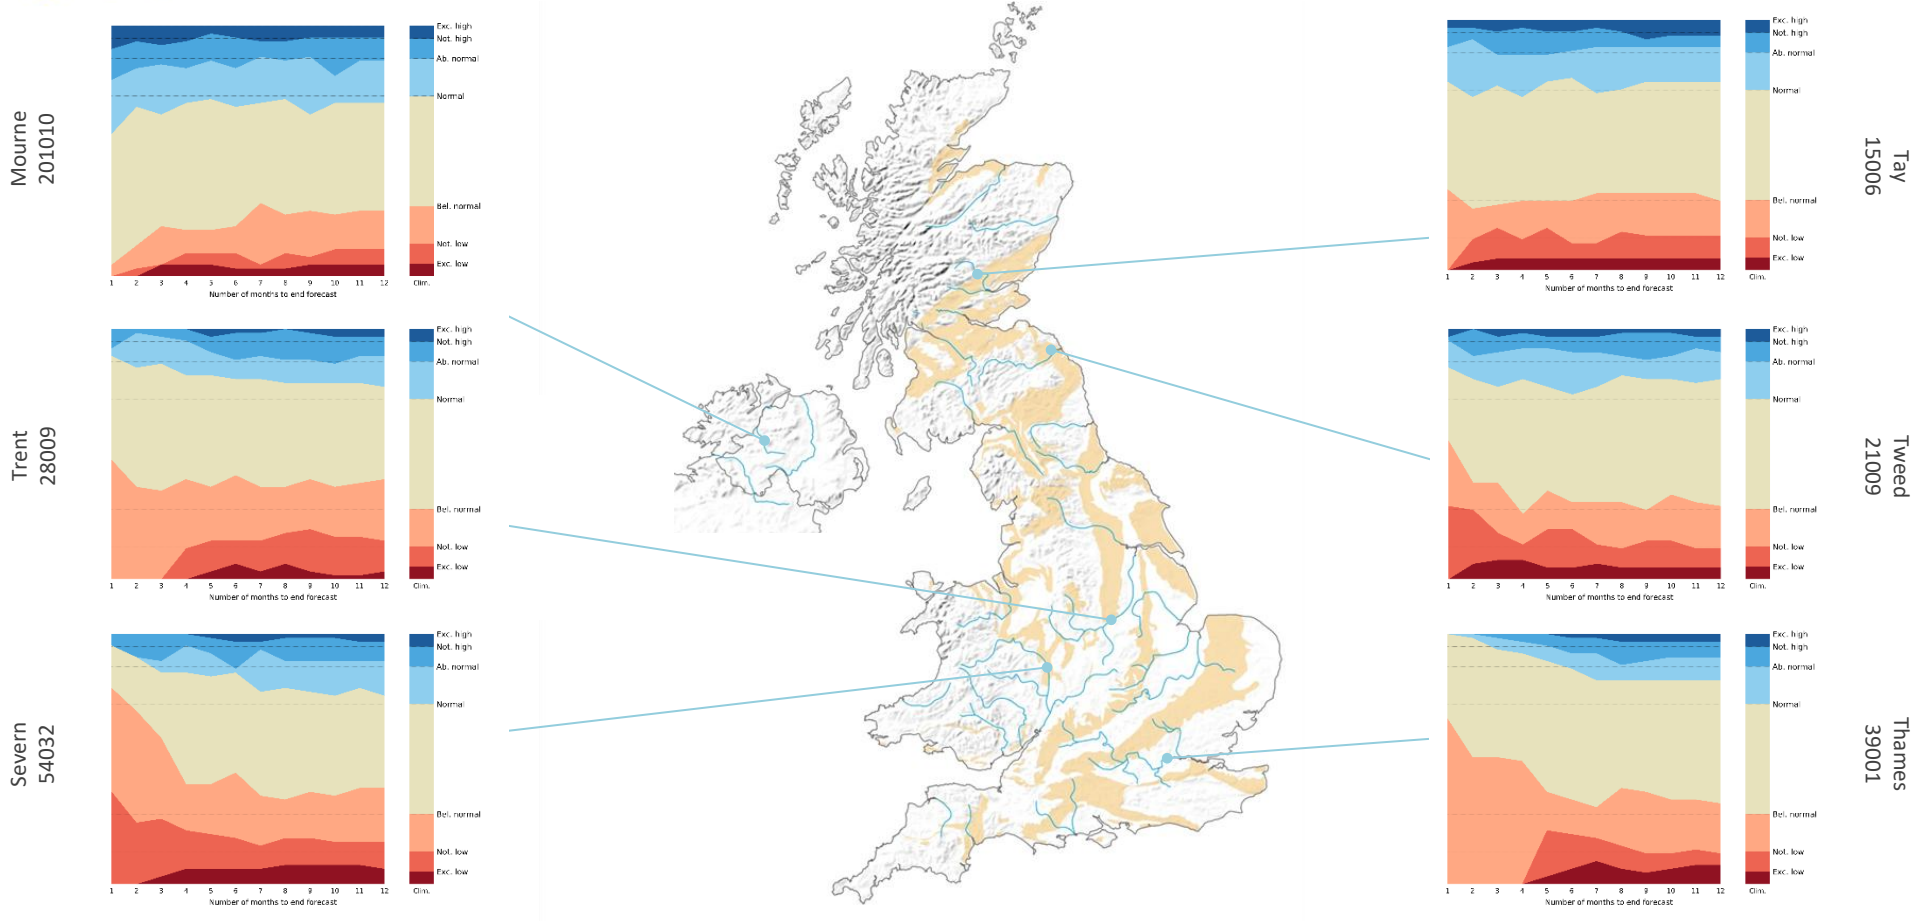 Mourne
201010
Exc. high
Not. high
Ab. normal
Normal
Bel. normal
Not. low
Exc. low
1 2 3 4 5 6 7 8 9 10 11 12 Clim.
Number of months to end forecast
Trent
28009
Exc. high
Not. high
Ab. normal
Normal
Bel. normal
Not. low
Exc. low
1 2 3 4 5 6 7 8 9 10 11 12 Clim.
Number of months to end forecast
Severn
54032
Exc. high
Not. high
Ab. normal
Normal
Bel. normal
Not. low
Exc. low
1 2 3 4 5 6 7 8 9 10 11 12 Clim.
Number of months to end forecast
Tay
15006
Exc. high
Not. high
Ab. normal
Normal
Bel. normal
Not. low
Exc. low
1 2 3 4 5 6 7 8 9 10 11 12 Clim.
Number of months to end forecast
Tweed
21009
Exc. high
Not. high
Ab. normal
Normal
Bel. normal
Not. low
Exc. low
1 2 3 4 5 6 7 8 9 10 11 12 Clim.
Number of months to end forecast
Thames
39001
Exc. high
Not. high
Ab. normal
Normal
Bel. normal
Not. low
Exc. low
1 2 3 4 5 6 7 8 9 10 11 12 Clim.
Number of months to end forecast